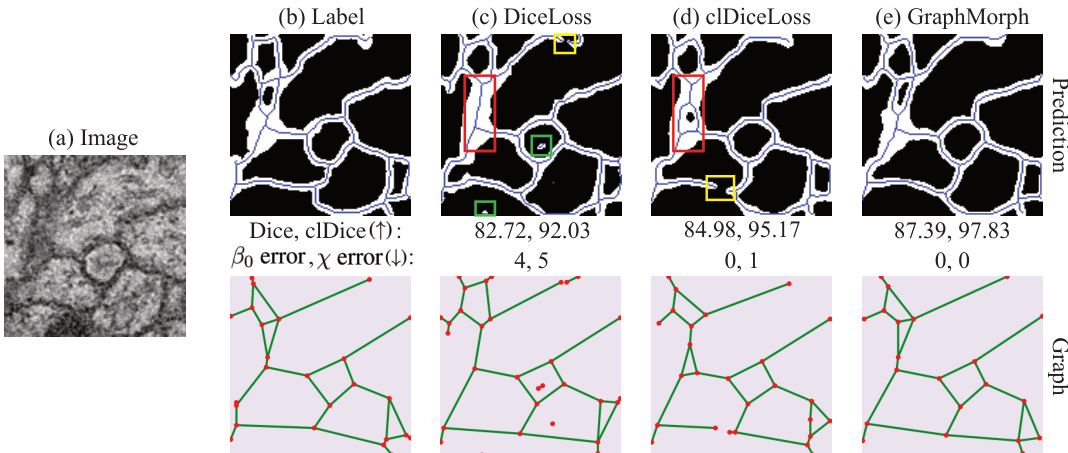 (b) Label (c) DiceLoss (d) clDiceLoss (e) GraphMorph
(a) Image
Prediction
Dice, clDice(↑): 82.72, 92.03 84.98, 95.17 87.39, 97.83
β₀ error, χ error(↓): 4, 5 0, 1 0, 0
Graph